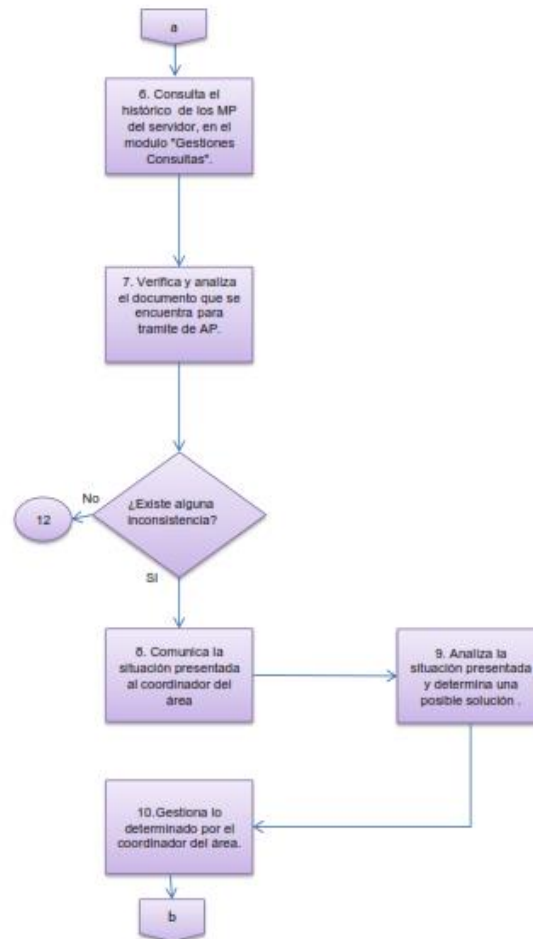 a
6. Consulta el
histórico de los MP
del servidor, en el
modulo "Gestiones
Consultas".
7. Verifica y analiza
el documento que se
encuentra para
tramite de AP.
¿Existe alguna
inconsistencia?
No
12
Si
8. Comunica la
situación presentada
al coordinador del
área
9. Analiza la
situación presentada
y determina una
posible solución .
10.Gestiona lo
determinado por el
coordinador del área.
b